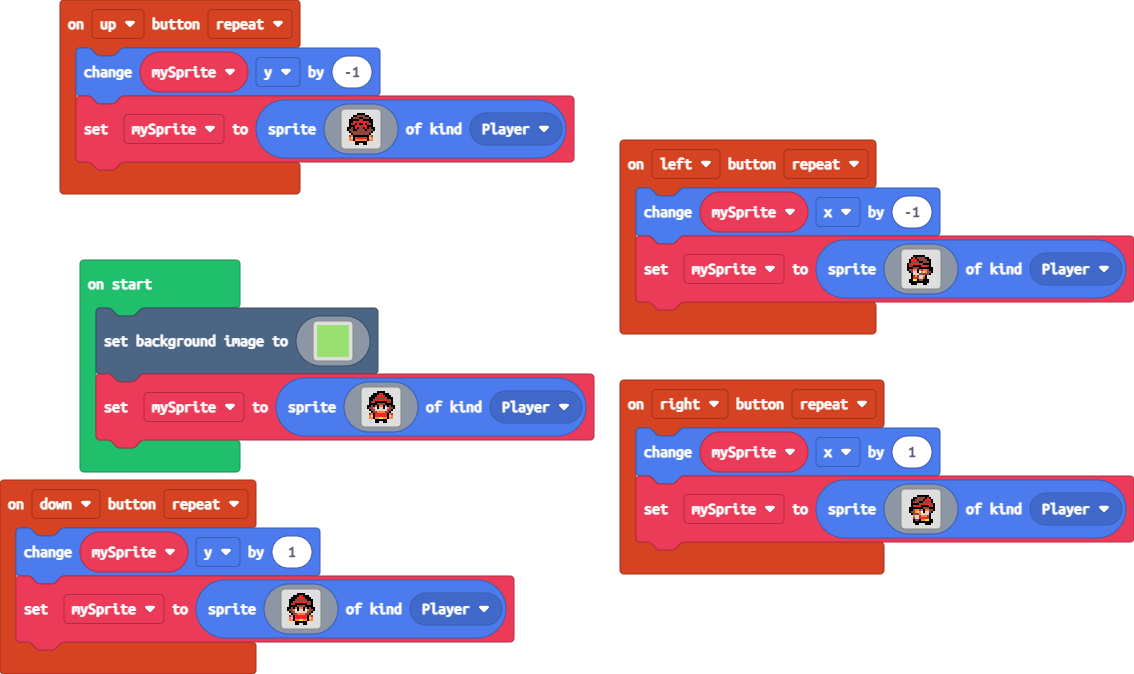 on up button repeat
change mySprite y by -1
set mySprite to sprite of kind Player
on left button repeat
change mySprite x by -1
set mySprite to sprite of kind Player
on start
set background image to
set mySprite to sprite of kind Player
on right button repeat
change mySprite x by 1
set mySprite to sprite of kind Player
on down button repeat
change mySprite y by 1
set mySprite to sprite of kind Player